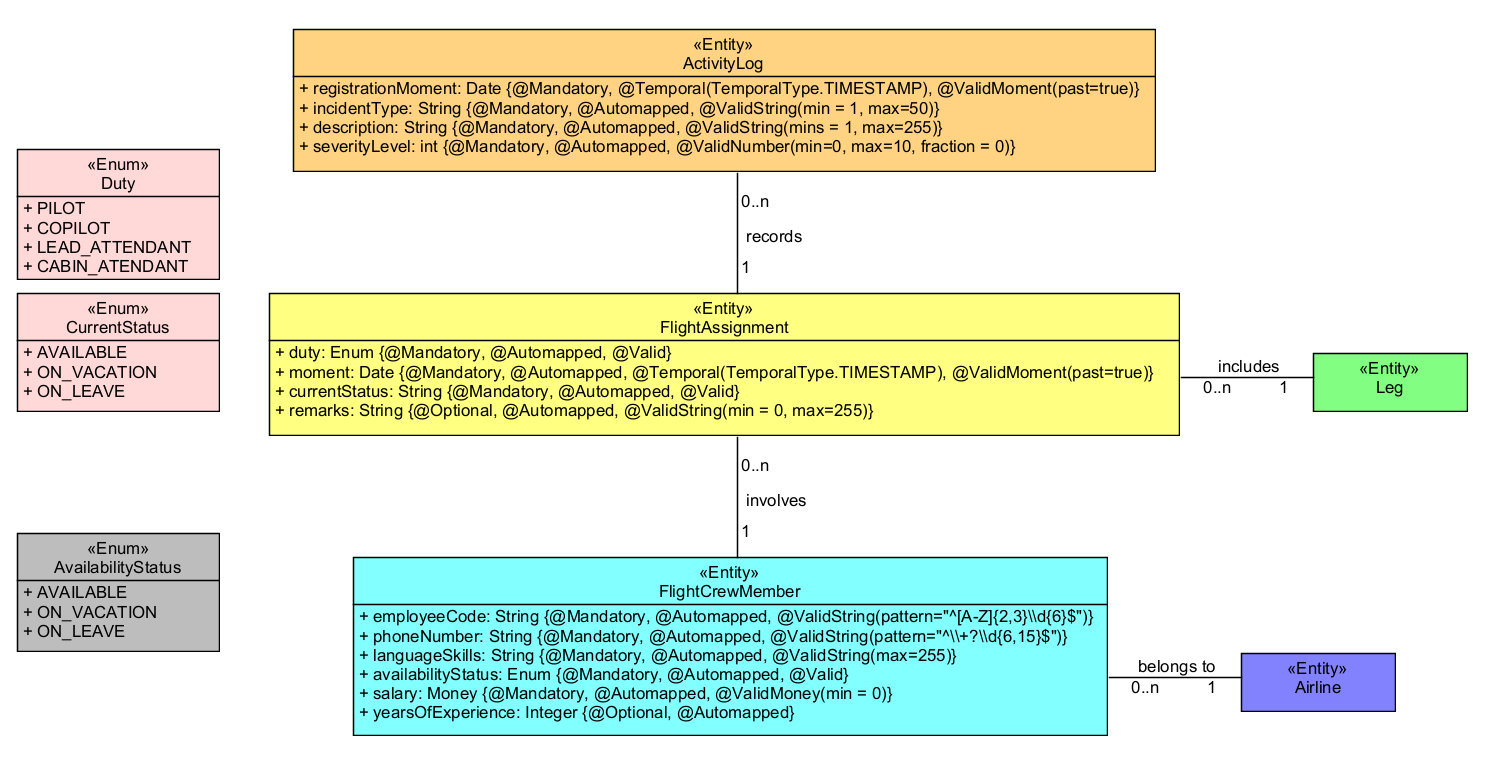 «Entity»
ActivityLog
+ registrationMoment: Date {@Mandatory, @Temporal(TemporalType.TIMESTAMP), @ValidMoment(past=true)}
+ incidentType: String {@Mandatory, @Automapped, @ValidString(min = 1, max=50)}
+ description: String {@Mandatory, @Automapped, @ValidString(mins = 1, max=255)}
+ severityLevel: int {@Mandatory, @Automapped, @ValidNumber(min=0, max=10, fraction = 0)}
«Enum»
Duty
+ PILOT
+ COPILOT
+ LEAD_ATTENDANT
+ CABIN_ATENDANT
0..n
records
1
«Enum»
CurrentStatus
+ AVAILABLE
+ ON_VACATION
+ ON_LEAVE
«Entity»
FlightAssignment
+ duty: Enum {@Mandatory, @Automapped, @Valid}
+ moment: Date {@Mandatory, @Automapped, @Temporal(TemporalType.TIMESTAMP), @ValidMoment(past=true)}
+ currentStatus: String {@Mandatory, @Automapped, @Valid}
+ remarks: String {@Optional, @Automapped, @ValidString(min = 0, max=255)}
includes
0..n 1
«Entity»
Leg
0..n
involves
1
«Enum»
AvailabilityStatus
+ AVAILABLE
+ ON_VACATION
+ ON_LEAVE
«Entity»
FlightCrewMember
+ employeeCode: String {@Mandatory, @Automapped, @ValidString(pattern="^[A-Z]{2,3}\\d{6}$")}
+ phoneNumber: String {@Mandatory, @Automapped, @ValidString(pattern="^\\+?\\d{6,15}$")}
+ languageSkills: String {@Mandatory, @Automapped, @ValidString(max=255)}
+ availabilityStatus: Enum {@Mandatory, @Automapped, @Valid}
+ salary: Money {@Mandatory, @Automapped, @ValidMoney(min = 0)}
+ yearsOfExperience: Integer {@Optional, @Automapped}
belongs to
0..n 1
«Entity»
Airline